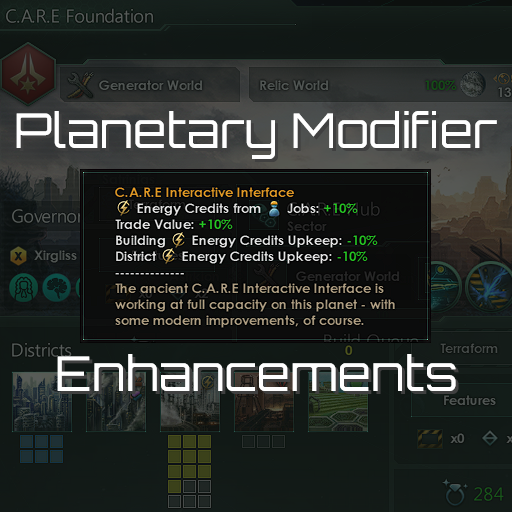 C.A.R.E Foundation
Generator World
Relic World
100%
13
Planetary Modifier
C.A.R.E Interactive Interface
Energy Credits from Jobs: +10%
Trade Value: +10%
Building Energy Credits Upkeep: -10%
District Energy Credits Upkeep: -10%
--------------
The ancient C.A.R.E Interactive Interface is
working at full capacity on this planet - with
some modern improvements, of course.
Governor
Sector
Xirgliss
Generator World
Build Queue
0
Districts
Terraform
Enhancements
Features
x0
x
284